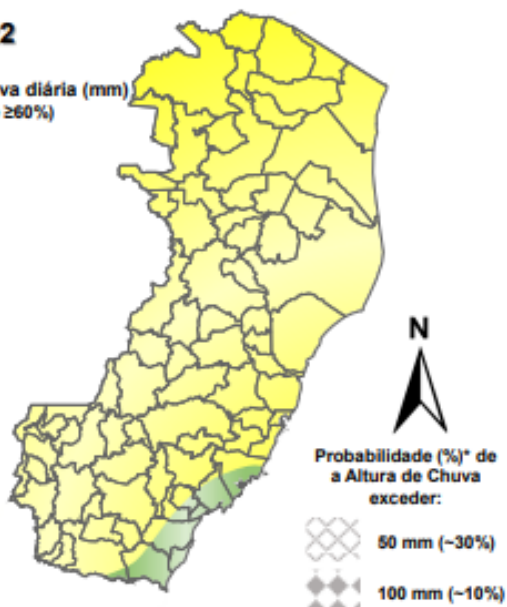 2
va diária (mm)
≥60%)
N
Probabilidade (%)* de
a Altura de Chuva
exceder:
50 mm (~30%)
100 mm (~10%)